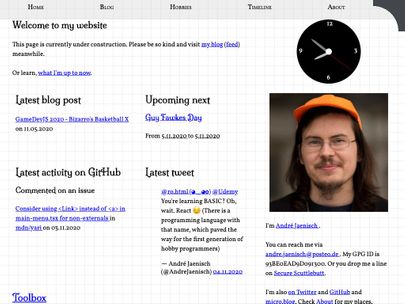 Home Blog Hobbies Timeline About
Welcome to my website
This page is currently under construction. Please be so kind and visit my blog (feed)
meanwhile.
Or learn, what I'm up to now.
Latest blog post
GameDevJS 2020 - Bizarro's Basketball X
on 11.05.2020
Upcoming next
Guy Fawkes Day
From 5.11.2020 to 5.11.2020
Latest activity on GitHub
Commented on an issue
Consider using <Link> instead of <a> in
main-menu.tsx for non-externals in
mdn/yari on 03.11.2020
Latest tweet
@Udemy
You're learning BASIC? Oh,
wait, React 😉 (There is a
programming language with
that name, which paved the
way for the first generation of
hobby programmers)
— André Jaenisch
(@AndreJaenisch) 04.11.2020
Toolbox
I'm André Jaenisch.
You can reach me via
andre.jaenisch@posteo.de. My GPG ID is
. Or you drop me a line
on Secure Scuttlebutt.
I'm also on Twitter and GitHub and
micro.blog. Check About for my places,